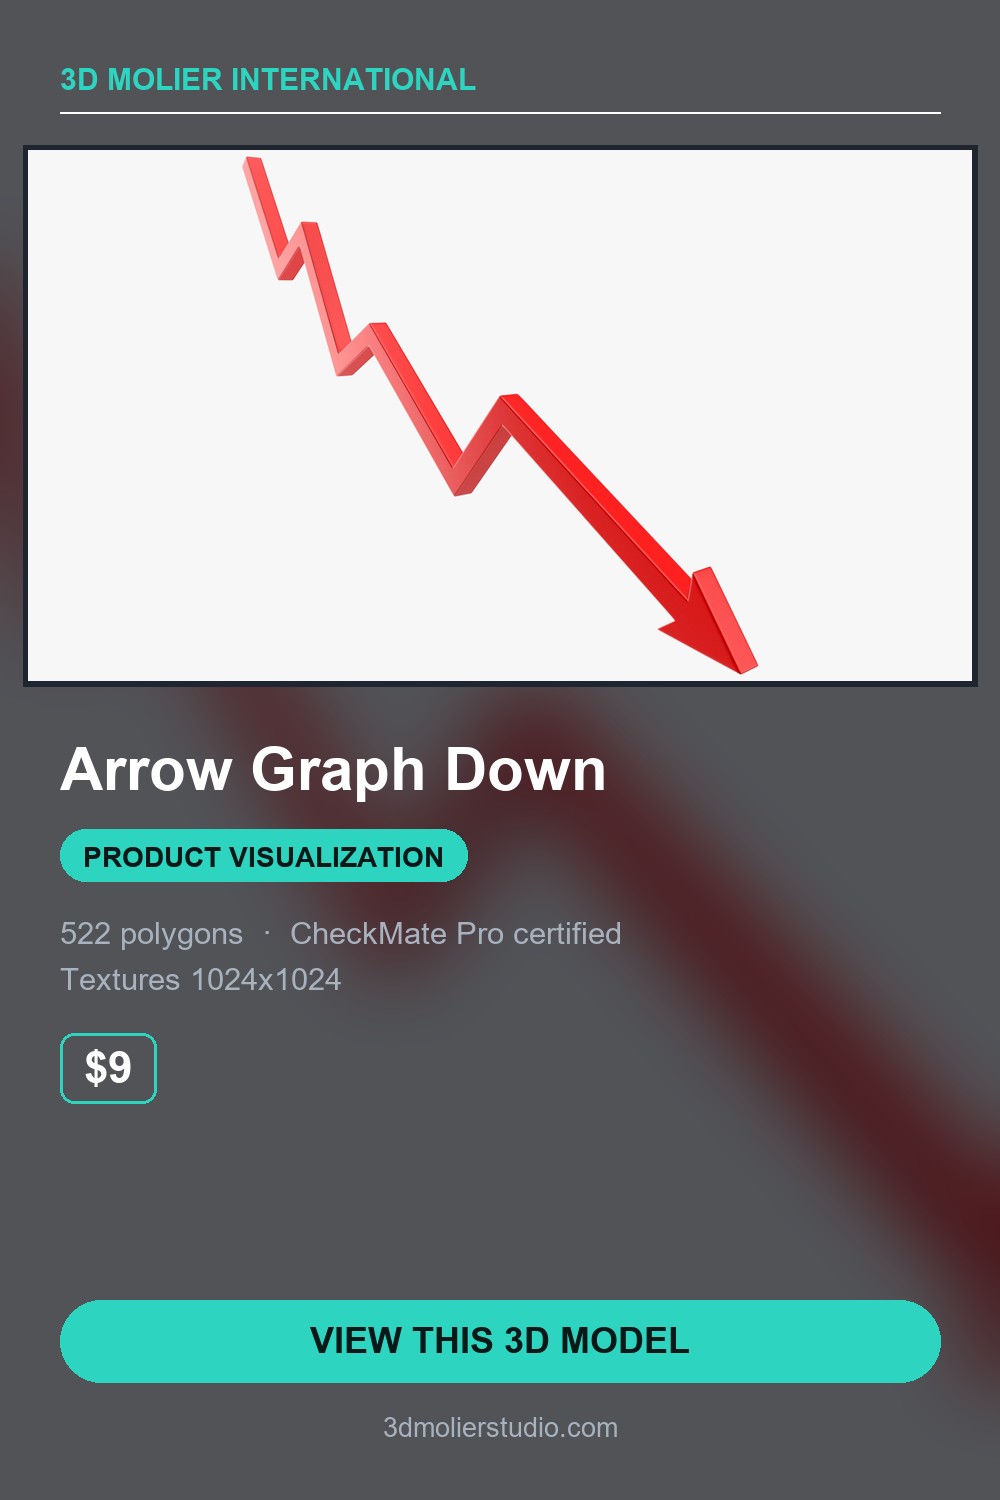 3D MOLIER INTERNATIONAL
Arrow Graph Down
PRODUCT VISUALIZATION
522 polygons · CheckMate Pro certified
Textures 1024x1024
$9
VIEW THIS 3D MODEL
3dmolierstudio.com